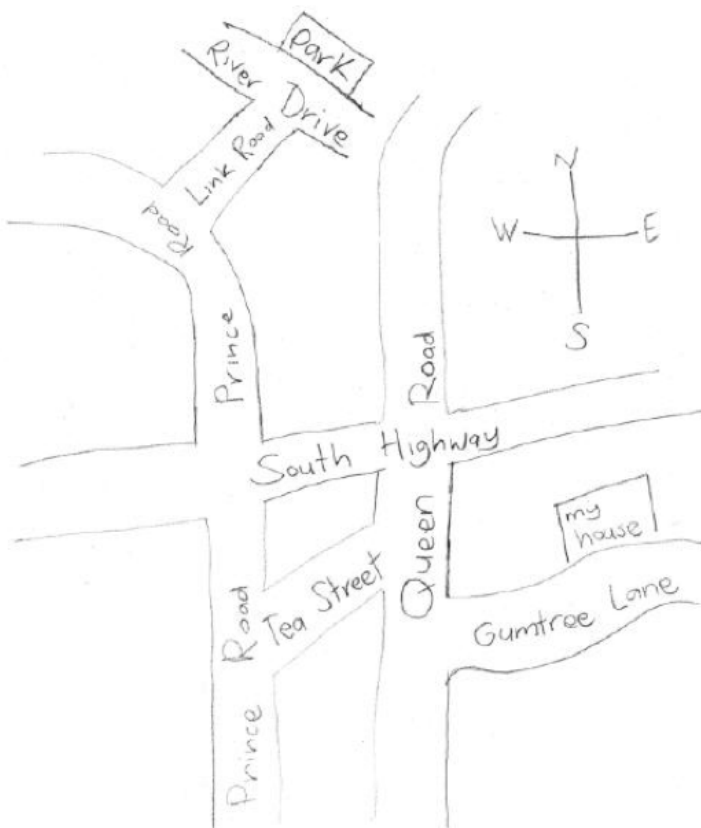 Park
River Drive
Link Road
Prince Road
N
W E
S
South Highway
Queen Road
my
house
Tea Street
Gumtree Lane
Prince Road